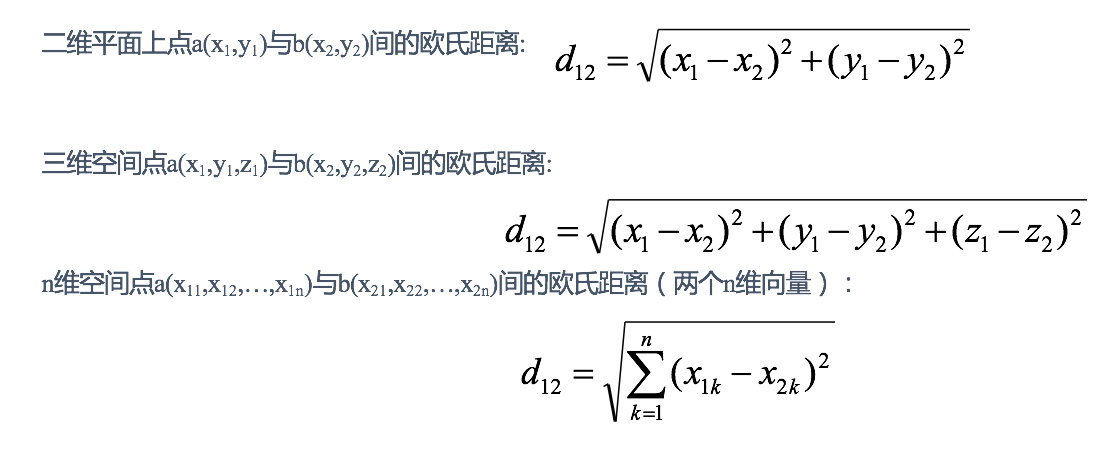 二维平面上点a(x₁,y₁)与b(x₂,y₂)间的欧氏距离:
d₁₂ = √((x₁ − x₂)² + (y₁ − y₂)²)
三维空间点a(x₁,y₁,z₁)与b(x₂,y₂,z₂)间的欧氏距离:
d₁₂ = √((x₁ − x₂)² + (y₁ − y₂)² + (z₁ − z₂)²)
n维空间点a(x₁₁,x₁₂,…,x₁ₙ)与b(x₂₁,x₂₂,…,x₂ₙ)间的欧氏距离（两个n维向量）：
d₁₂ = √(∑ₖ₌₁ⁿ (x₁ₖ − x₂ₖ)²)